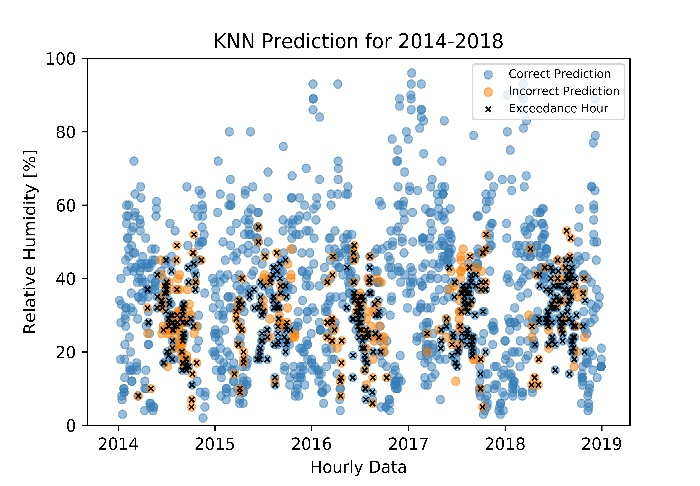 KNN Prediction for 2014-2018
Relative Humidity [%]
100
80
60
40
20
0
Correct Prediction
Incorrect Prediction
Exceedance Hour
2014 2015 2016 2017 2018 2019
Hourly Data